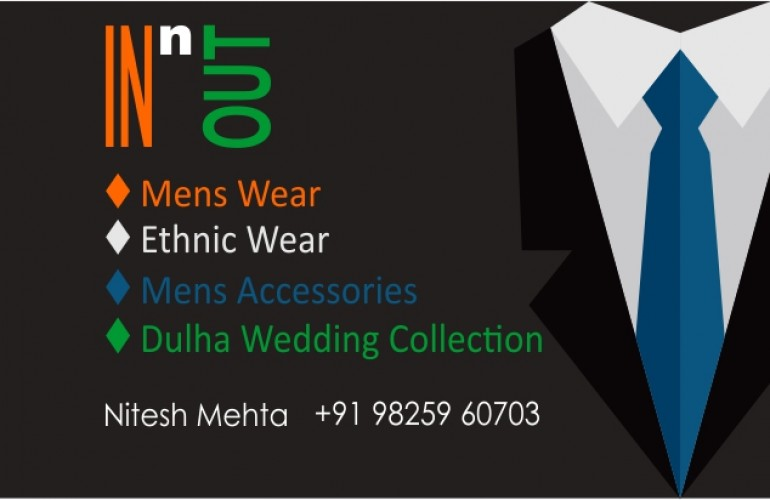 INnOUT
Mens Wear
Ethnic Wear
Mens Accessories
Dulha Wedding Collection
Nitesh Mehta +91 98259 60703